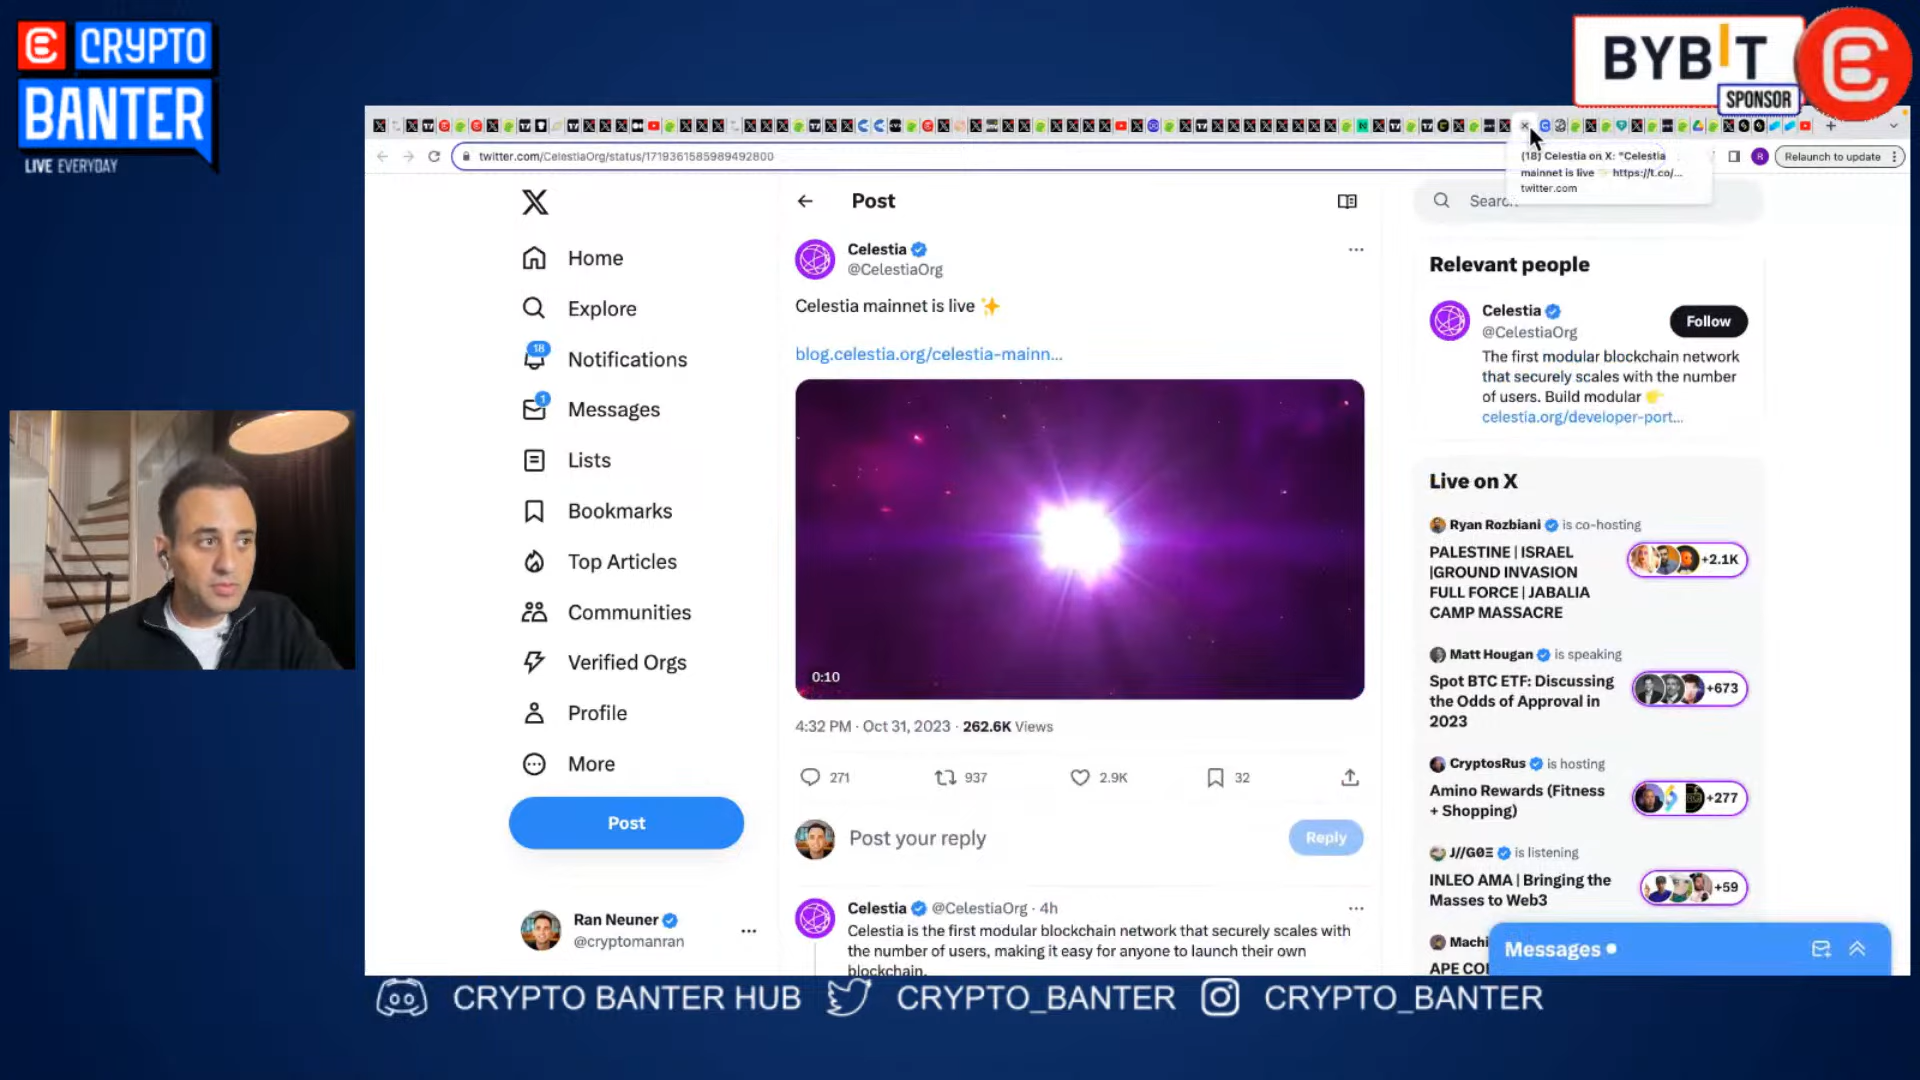 CRYPTO
BANTER
LIVE EVERYDAY
BYBIT
SPONSOR
twitter.com/CelestiaOrg/status/1719361585989492800
Relaunch to update
(18) Celestia on X: "Celestia
mainnet is live ✨ https://t.co/...
twitter.com
Home
Explore
18
Notifications
1
Messages
Lists
Bookmarks
Top Articles
Communities
Verified Orgs
Profile
More
Post
Ran Neuner
@cryptomanran
Post
Celestia
@CelestiaOrg
Celestia mainnet is live ✨
blog.celestia.org/celestia-mainn...
0:10
4:32 PM · Oct 31, 2023 · 262.6K Views
271
937
2.9K
32
Post your reply
Reply
Celestia @CelestiaOrg · 4h
Celestia is the first modular blockchain network that securely scales with
the number of users, making it easy for anyone to launch their own
blockchain.
Search
Relevant people
Celestia
@CelestiaOrg
Follow
The first modular blockchain network
that securely scales with the number
of users. Build modular 👉
celestia.org/developer-port...
Live on X
Ryan Rozbiani is co-hosting
PALESTINE | ISRAEL
|GROUND INVASION
FULL FORCE | JABALIA
CAMP MASSACRE
+2.1K
Matt Hougan is speaking
Spot BTC ETF: Discussing
the Odds of Approval in
2023
+673
CryptosRus is hosting
Amino Rewards (Fitness
+ Shopping)
+277
J//GØΞ is listening
INLEO AMA | Bringing the
Masses to Web3
+59
Machi
APE CO
Messages
CRYPTO BANTER HUB
CRYPTO_BANTER
CRYPTO_BANTER